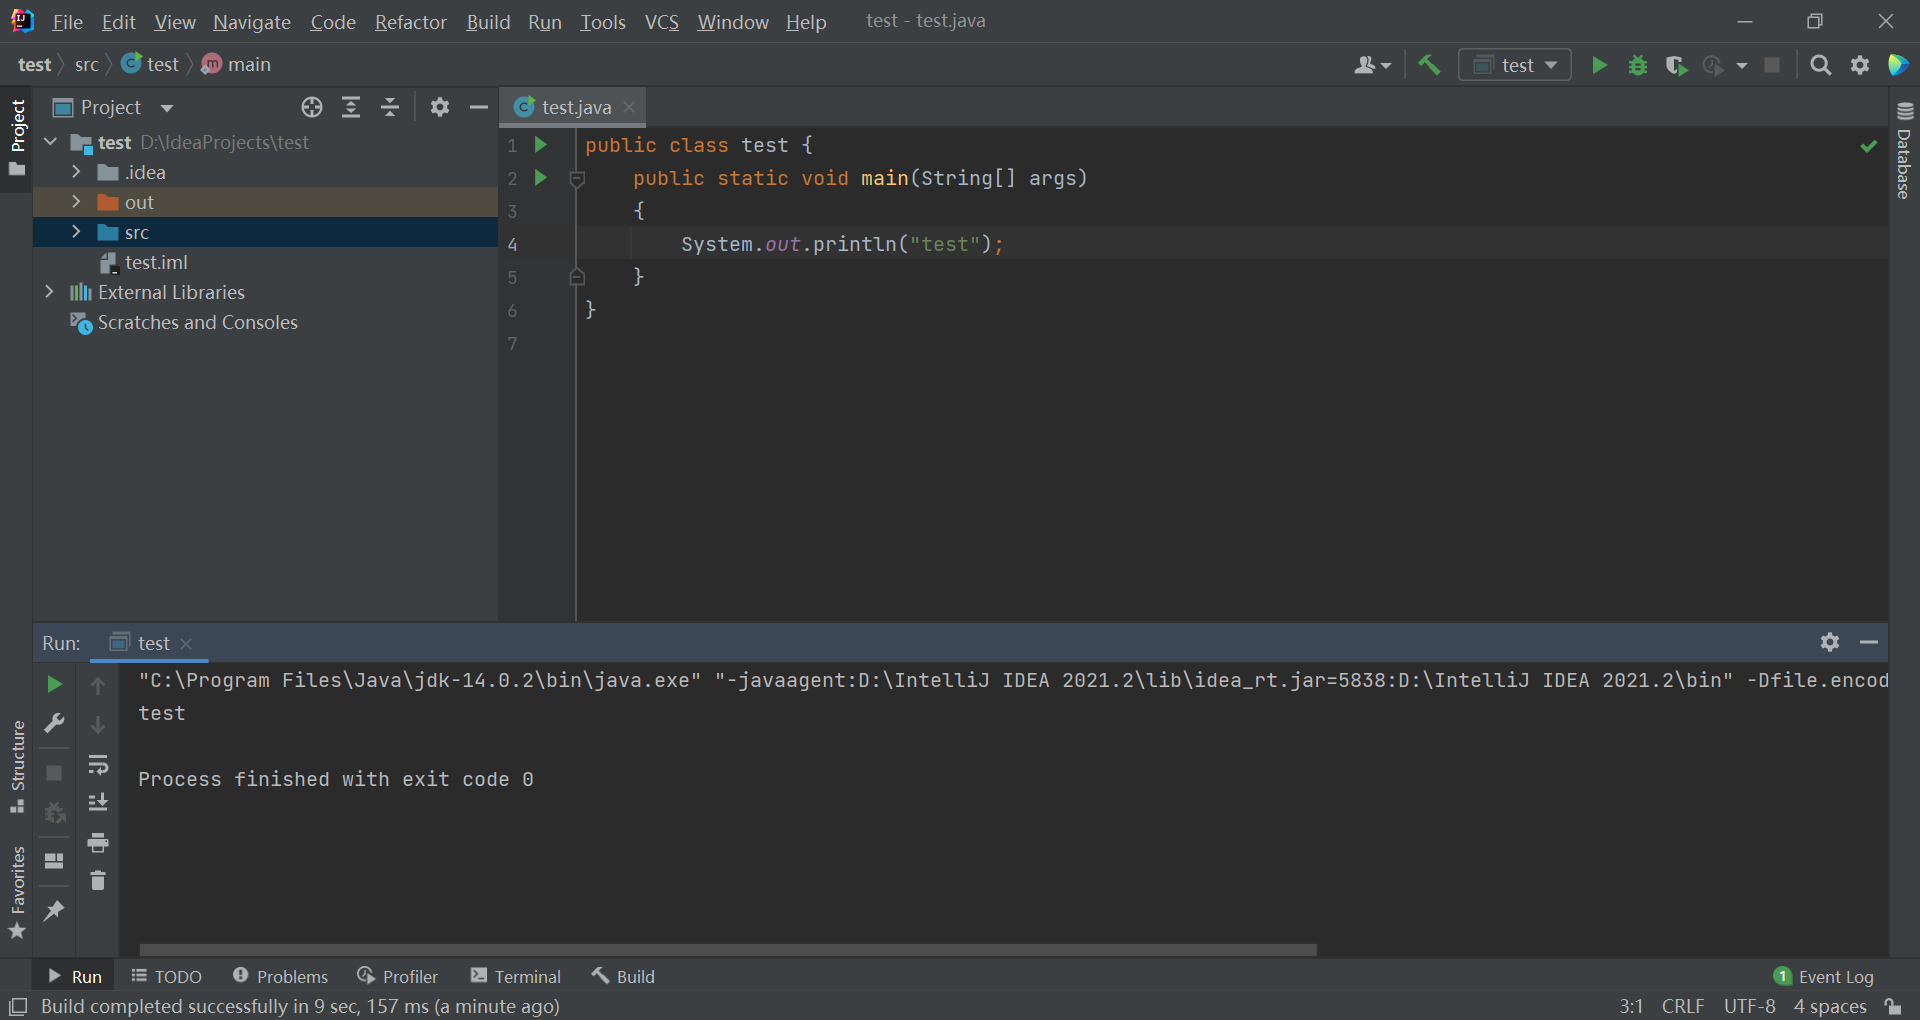 File Edit View Navigate Code Refactor Build Run Tools VCS Window Help test - test.java
test src test main
test
Project
Project
test D:\IdeaProjects\test
.idea
out
src
test.iml
External Libraries
Scratches and Consoles
test.java
1 public class test {
2 public static void main(String[] args)
3 {
4 System.out.println("test");
5 }
6 }
7
Database
Run: test
"C:\Program Files\Java\jdk-14.0.2\bin\java.exe" "-javaagent:D:\IntelliJ IDEA 2021.2\lib\idea_rt.jar=5838:D:\IntelliJ IDEA 2021.2\bin" -Dfile.encod
test
Process finished with exit code 0
Structure
Favorites
Run TODO Problems Profiler Terminal Build 1 Event Log
Build completed successfully in 9 sec, 157 ms (a minute ago) 3:1 CRLF UTF-8 4 spaces